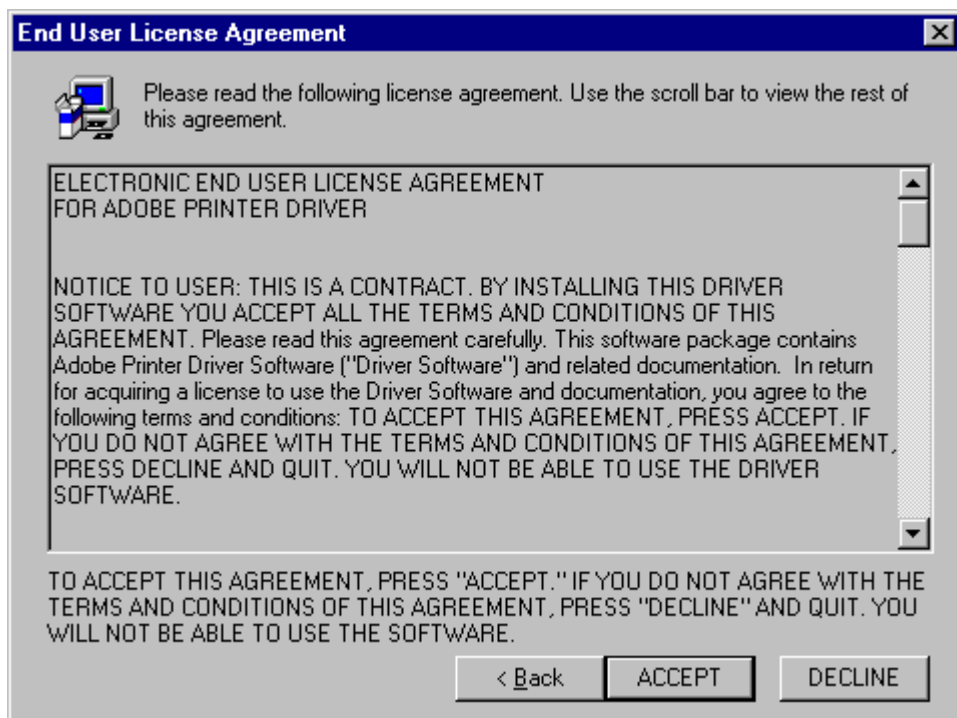 End User License Agreement
Please read the following license agreement. Use the scroll bar to view the rest of
this agreement.
ELECTRONIC END USER LICENSE AGREEMENT
FOR ADOBE PRINTER DRIVER
NOTICE TO USER: THIS IS A CONTRACT. BY INSTALLING THIS DRIVER
SOFTWARE YOU ACCEPT ALL THE TERMS AND CONDITIONS OF THIS
AGREEMENT. Please read this agreement carefully. This software package contains
Adobe Printer Driver Software ("Driver Software") and related documentation.  In return
for acquiring a license to use the Driver Software and documentation, you agree to the
following terms and conditions: TO ACCEPT THIS AGREEMENT, PRESS ACCEPT. IF
YOU DO NOT AGREE WITH THE TERMS AND CONDITIONS OF THIS AGREEMENT,
PRESS DECLINE AND QUIT. YOU WILL NOT BE ABLE TO USE THE DRIVER
SOFTWARE.
TO ACCEPT THIS AGREEMENT, PRESS "ACCEPT." IF YOU DO NOT AGREE WITH THE
TERMS AND CONDITIONS OF THIS AGREEMENT, PRESS "DECLINE" AND QUIT. YOU
WILL NOT BE ABLE TO USE THE SOFTWARE.
< Back ACCEPT DECLINE